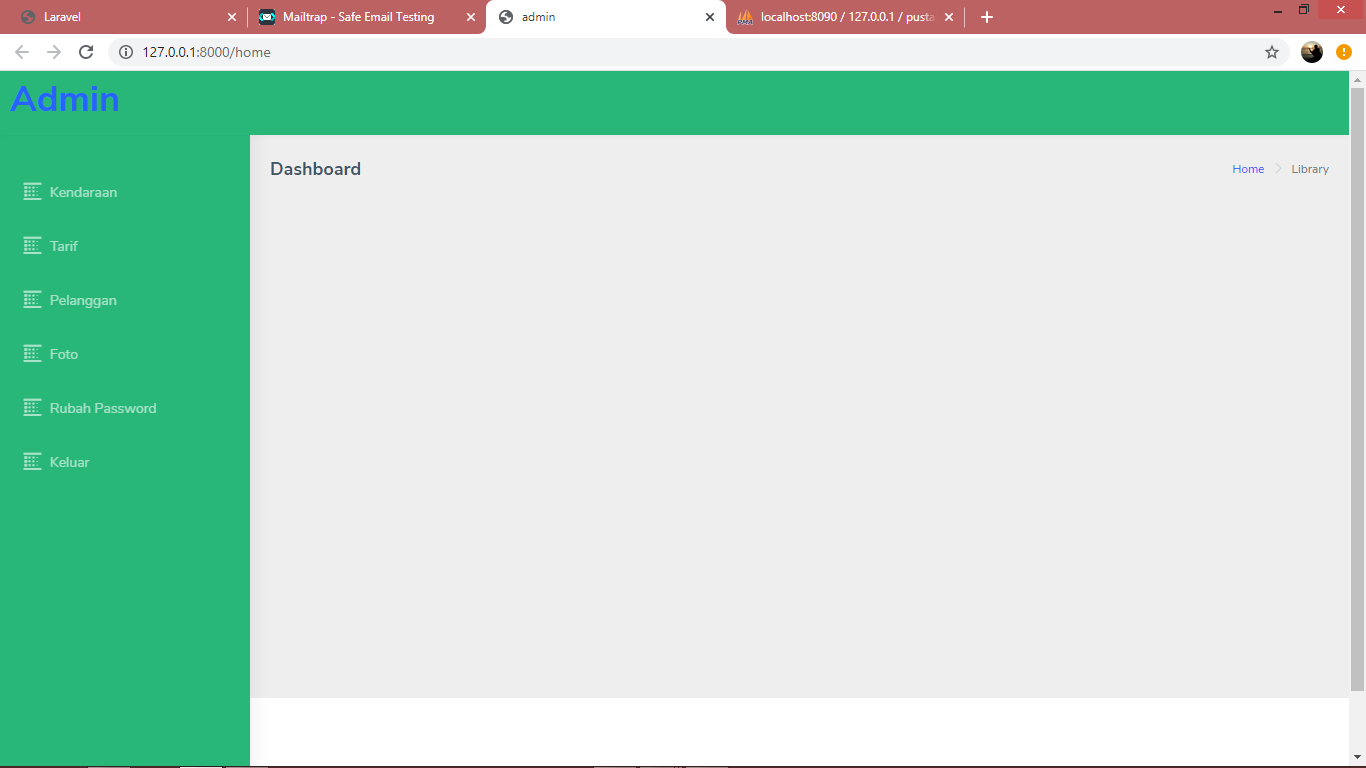 Laravel
Mailtrap - Safe Email Testing
admin
localhost:8090 / 127.0.0.1 / pusta
127.0.0.1:8000/home
Admin
Dashboard
Home
Library
Kendaraan
Tarif
Pelanggan
Foto
Rubah Password
Keluar